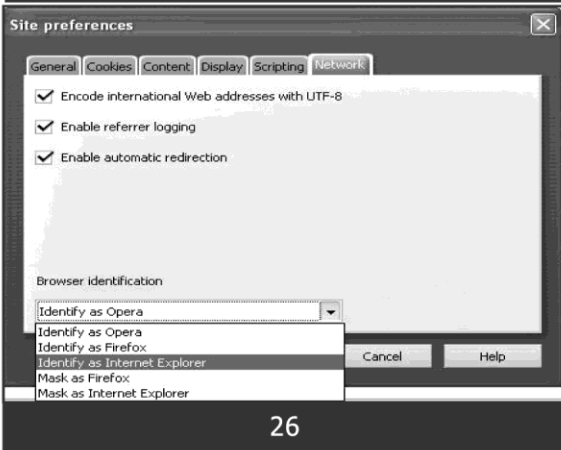 Site preferences
General Cookies Content Display Scripting Network
Encode international Web addresses with UTF-8
Enable referrer logging
Enable automatic redirection
Browser identification
Identify as Opera
Identify as Opera
Identify as Firefox
Identify as Internet Explorer
Mask as Firefox
Mask as Internet Explorer
Cancel Help
26